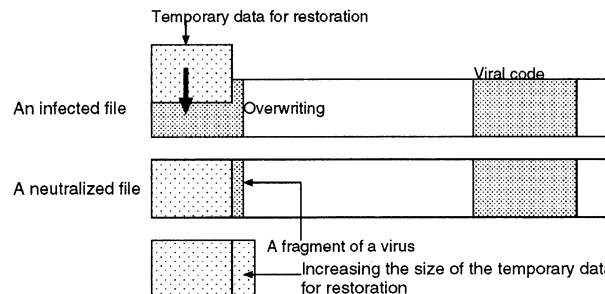 Temporary data for restoration
Viral code
An infected file
Overwriting
A neutralized file
A fragment of a virus
Increasing the size of the temporary data
for restoration